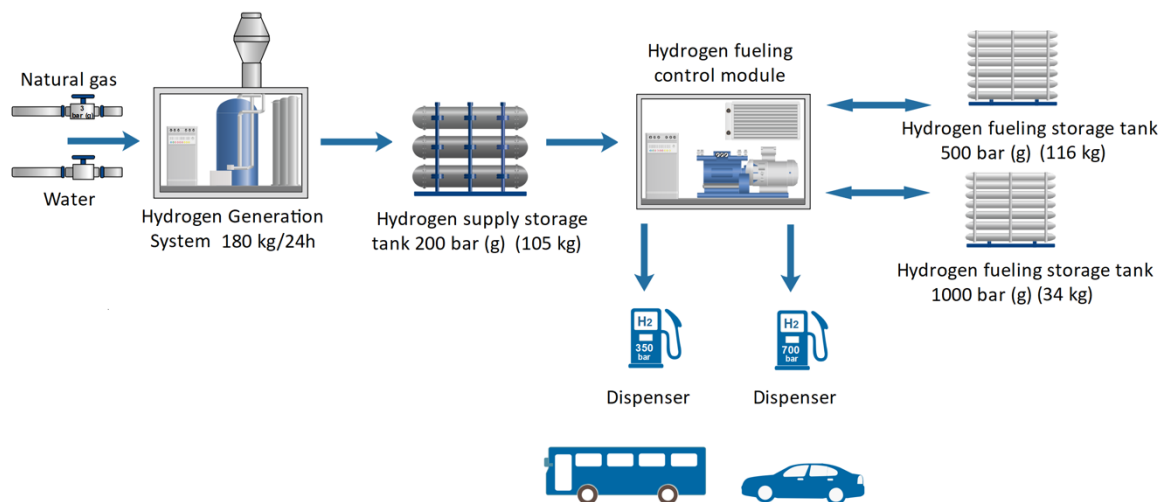 Natural gas
3
bar (g)
Water
Hydrogen Generation
System 180 kg/24h
Hydrogen supply storage
tank 200 bar (g) (105 kg)
Hydrogen fueling
control module
Hydrogen fueling storage tank
500 bar (g) (116 kg)
Hydrogen fueling storage tank
1000 bar (g) (34 kg)
H2
350
bar
Dispenser
H2
700
bar
Dispenser